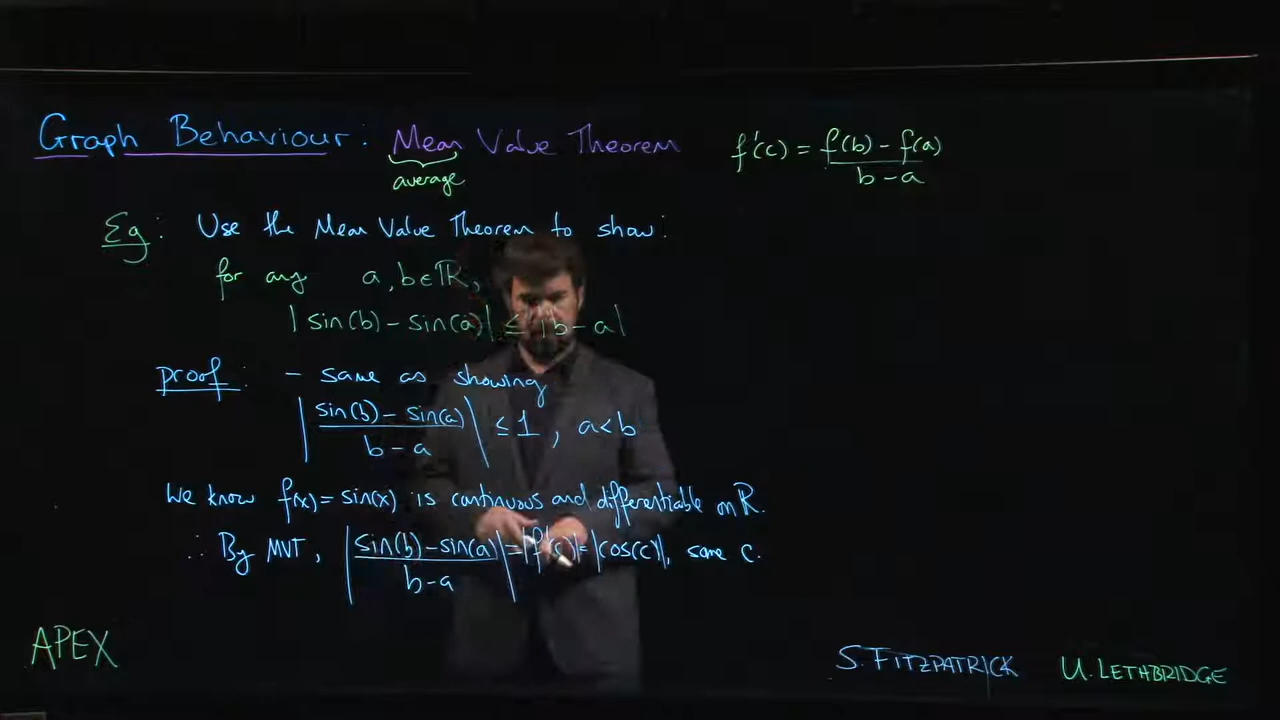 Graph Behaviour: Mean Value Theorem
average
f'(c) = f(b) - f(a) / b - a
Eg: Use the Mean Value Theorem to show:
for any a, b ∈ ℝ,
| sin(b) - sin(a) | ≤ | b - a |
proof: - same as showing
| sin(b) - sin(a) / b - a | ≤ 1, a < b
We know f(x) = sin(x) is continuous and differentiable on ℝ.
∴ By MVT, | sin(b) - sin(a) / b - a | = |f'(c)| = |cos(c)|, some c.
APEX
S. FITZPATRICK U. LETHBRIDGE